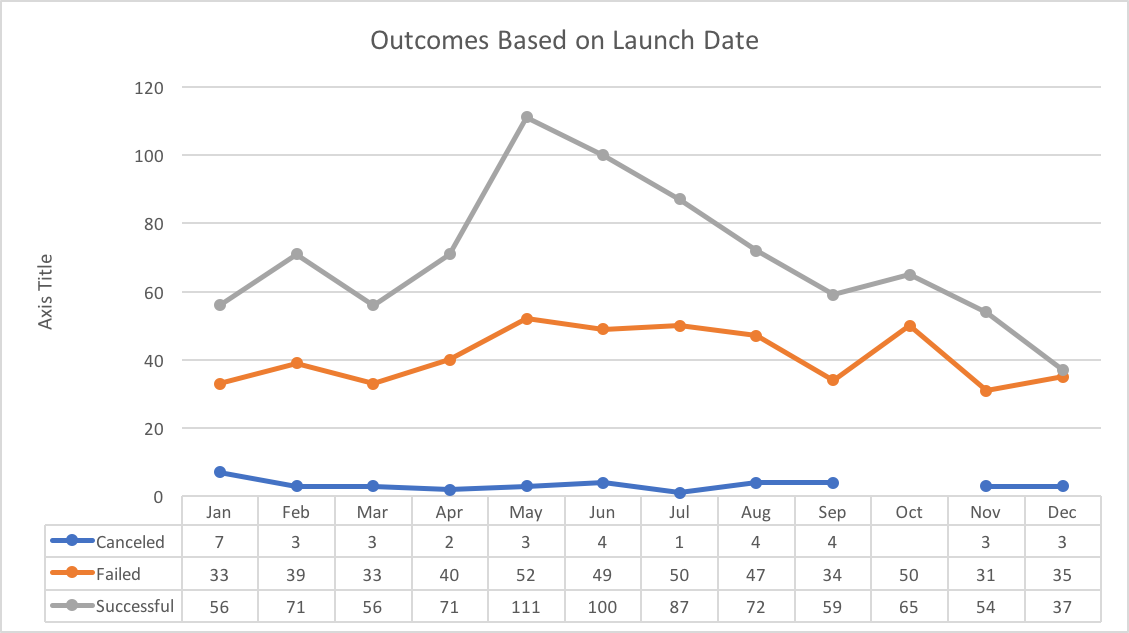 Outcomes Based on Launch Date
120
100
80
60
40
20
0
Axis Title
Jan Feb Mar Apr May Jun Jul Aug Sep Oct Nov Dec
Canceled 7 3 3 2 3 4 1 4 4 3 3
Failed 33 39 33 40 52 49 50 47 34 50 31 35
Successful 56 71 56 71 111 100 87 72 59 65 54 37